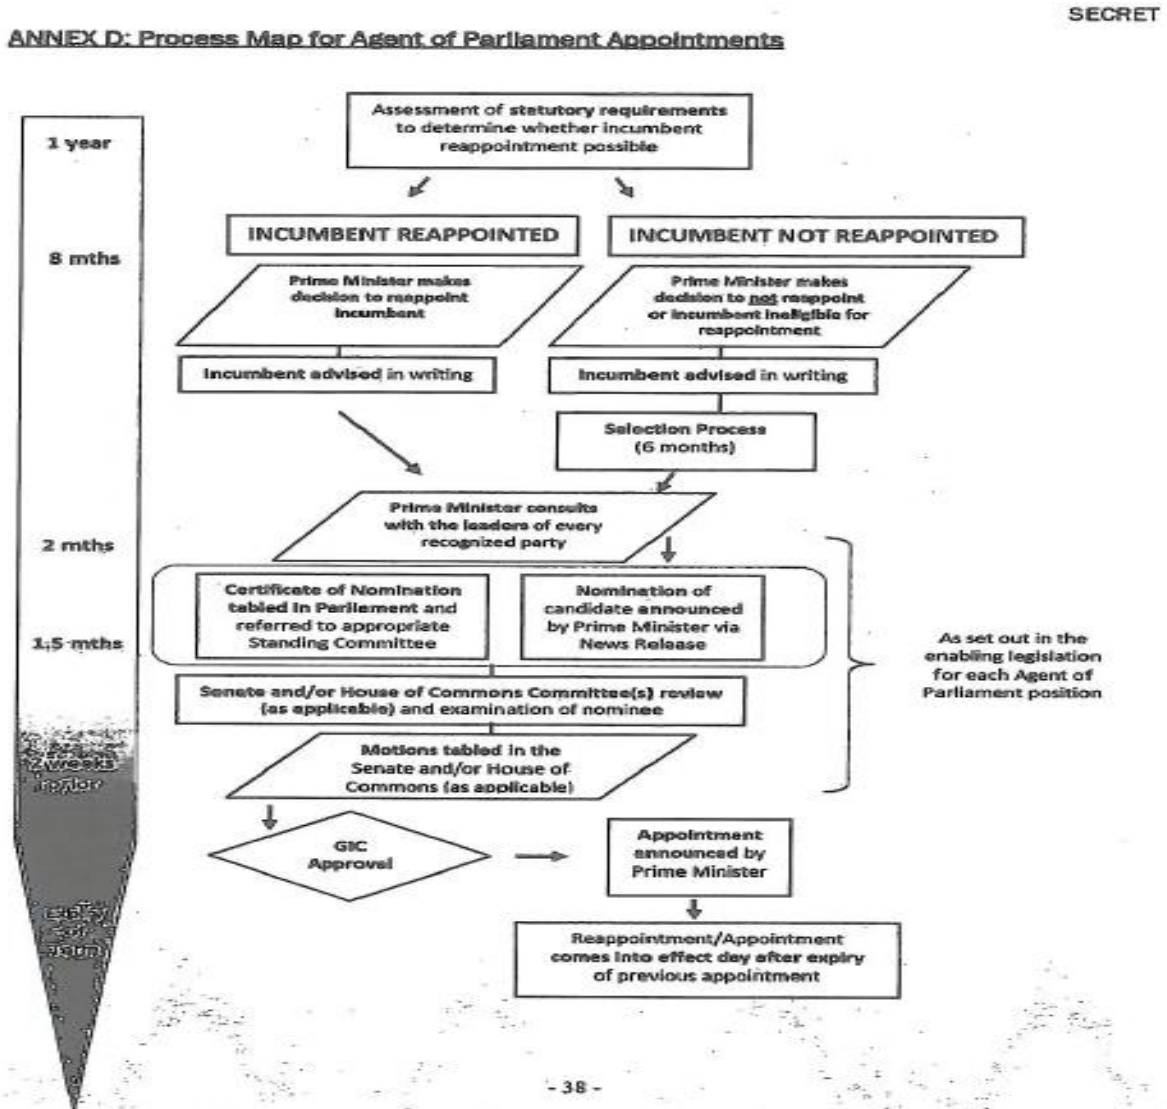 SECRET
ANNEX D: Process Map for Agent of Parliament Appointments
1 year
Assessment of statutory requirements
to determine whether incumbent
reappointment possible
INCUMBENT REAPPOINTED
INCUMBENT NOT REAPPOINTED
8 mths
Prime Minister makes
decision to reappoint
incumbent
Prime Minister makes
decision to not reappoint
or incumbent ineligible for
reappointment
Incumbent advised in writing
Incumbent advised in writing
Selection Process
(6 months)
Prime Minister consults
with the leaders of every
recognized party
2 mths
Certificate of Nomination
tabled in Parliament and
referred to appropriate
Standing Committee
Nomination of
candidate announced
by Prime Minister via
News Release
1.5 mths
As set out in the
enabling legislation
for each Agent of
Parliament position
Senate and/or House of Commons Committee(s) review
(as applicable) and examination of nominee
Motions tabled in the
Senate and/or House of
Commons (as applicable)
2 weeks
prior
GIC
Approval
Appointment
announced by
Prime Minister
Expiry
of
Term
Reappointment/Appointment
comes into effect day after expiry
of previous appointment
- 38 -